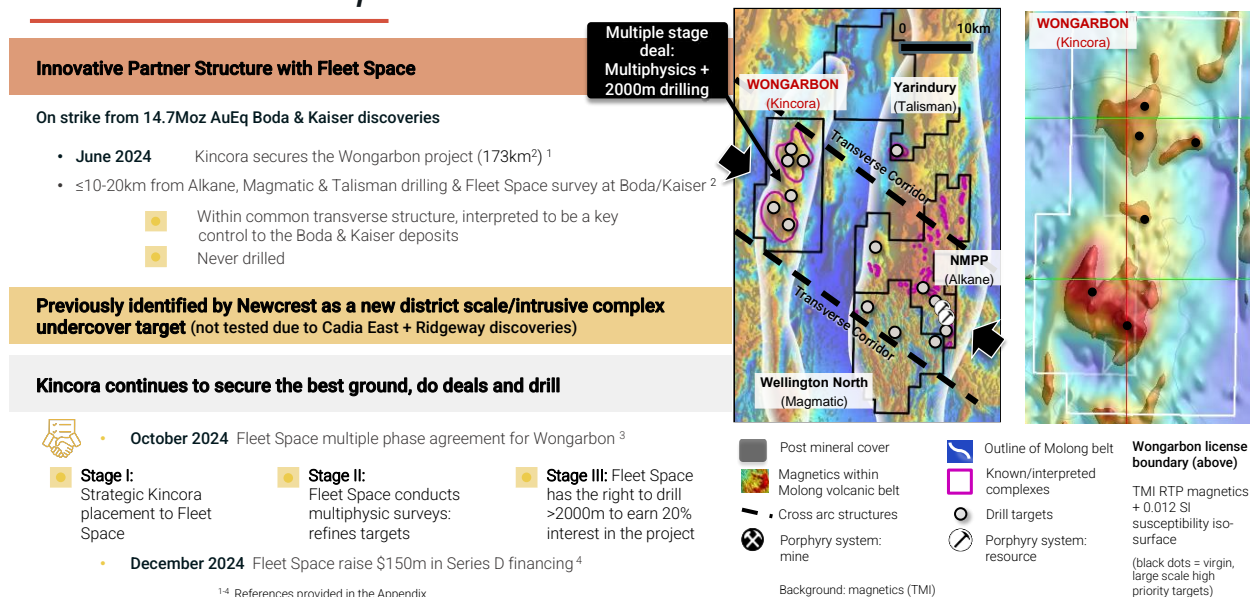 Innovative Partner Structure with Fleet Space
On strike from 14.7Moz AuEq Boda & Kaiser discoveries
• June 2024 Kincora secures the Wongarbon project (173km²) ¹
• ≤10-20km from Alkane, Magmatic & Talisman drilling & Fleet Space survey at Boda/Kaiser ²
Within common transverse structure, interpreted to be a key
control to the Boda & Kaiser deposits
Never drilled
Previously identified by Newcrest as a new district scale/intrusive complex
undercover target (not tested due to Cadia East + Ridgeway discoveries)
Kincora continues to secure the best ground, do deals and drill
• October 2024 Fleet Space multiple phase agreement for Wongarbon ³
Stage I:
Strategic Kincora
placement to Fleet
Space
Stage II:
Fleet Space conducts
multiphysic surveys:
refines targets
Stage III: Fleet Space
has the right to drill
>2000m to earn 20%
interest in the project
• December 2024 Fleet Space raise $150m in Series D financing ⁴
¹⁻⁴ References provided in the Appendix
Multiple stage
deal:
Multiphysics +
2000m drilling
0 10km
WONGARBON
(Kincora)
Yarindury
(Talisman)
Transverse Corridor
NMPP
(Alkane)
Transverse Corridor
Wellington North
(Magmatic)
WONGARBON
(Kincora)
Post mineral cover
Magnetics within
Molong volcanic belt
Cross arc structures
Porphyry system:
mine
Outline of Molong belt
Known/interpreted
complexes
Drill targets
Porphyry system:
resource
Background: magnetics (TMI)
Wongarbon license
boundary (above)
TMI RTP magnetics
+ 0.012 SI
susceptibility iso-
surface
(black dots = virgin,
large scale high
priority targets)